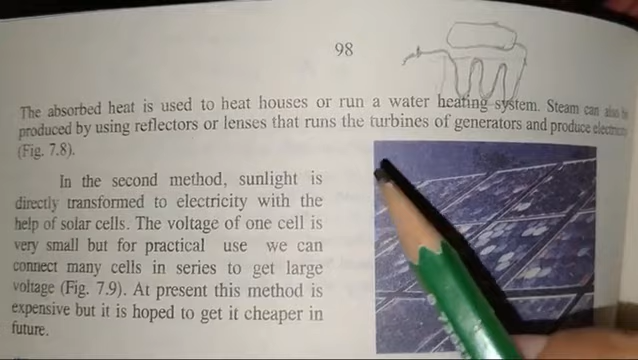 98
The absorbed heat is used to heat houses or run a water heating system. Steam can also be
produced by using reflectors or lenses that runs the turbines of generators and produce electricity
(Fig. 7.8).
In the second method, sunlight is
directly transformed to electricity with the
help of solar cells. The voltage of one cell is
very small but for practical use we can
connect many cells in series to get large
voltage (Fig. 7.9). At present this method is
expensive but it is hoped to get it cheaper in
future.